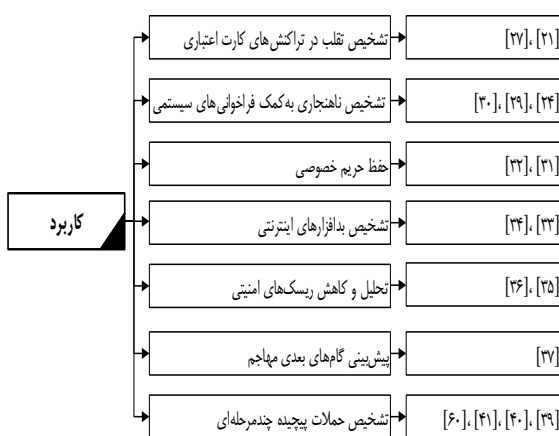 کاربرد
تشخیص تقلب در تراکنش‌های کارت اعتباری
[۲۱]، [۲۷]
تشخیص ناهنجاری به کمک فراخوانی‌های سیستمی
[۲۴]، [۲۹]، [۳۰]
حفظ حریم خصوصی
[۳۱]، [۳۲]
تشخیص بدافزارهای اینترنتی
[۳۳]، [۳۴]
تحلیل و کاهش ریسک‌های امنیتی
[۳۵]، [۳۶]
پیش‌بینی گام‌های بعدی مهاجم
[۳۷]
تشخیص حملات پیچیده چندمرحله‌ای
[۳۹]، [۴۰]، [۴۱]، [۶۰]